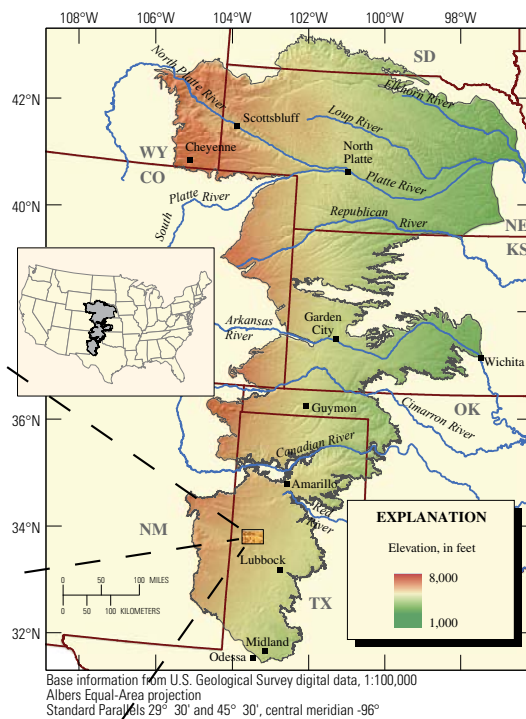 108°W 106°W 104°W 102°W 100°W 98°W
SD
North Platte River
Elkhorn River
42°N
Scottsbluff
Loup River
Cheyenne
North
Platte
WY
CO
Platte River
South Platte River
Republican River
40°N
NE
KS
Arkansas
River
Garden
City
Wichita
OK
36°N
Guymon
Cimarron River
Canadian River
Amarillo
Red
River
34°N
NM
EXPLANATION
Elevation, in feet
8,000
1,000
Lubbock
0 50 100 MILES
0 50 100 KILOMETERS
TX
32°N
Midland
Odessa
Base information from U.S. Geological Survey digital data, 1:100,000
Albers Equal-Area projection
Standard Parallels 29° 30' and 45° 30', central meridian -96°